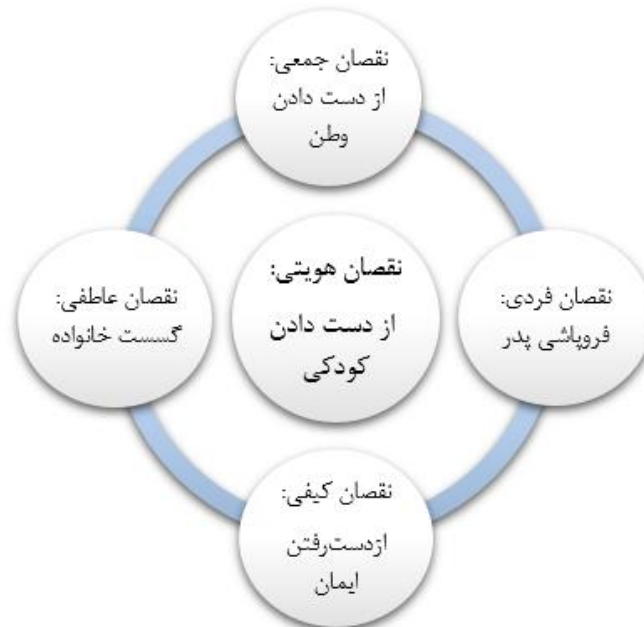 نقصان جمعی:
از دست دادن
وطن
نقصان فردی:
فروپاشی پدر
نقصان هویتی:
از دست دادن
کودکی
نقصان عاطفی:
گسست خانواده
نقصان کیفی:
ازدست‌رفتن
ایمان